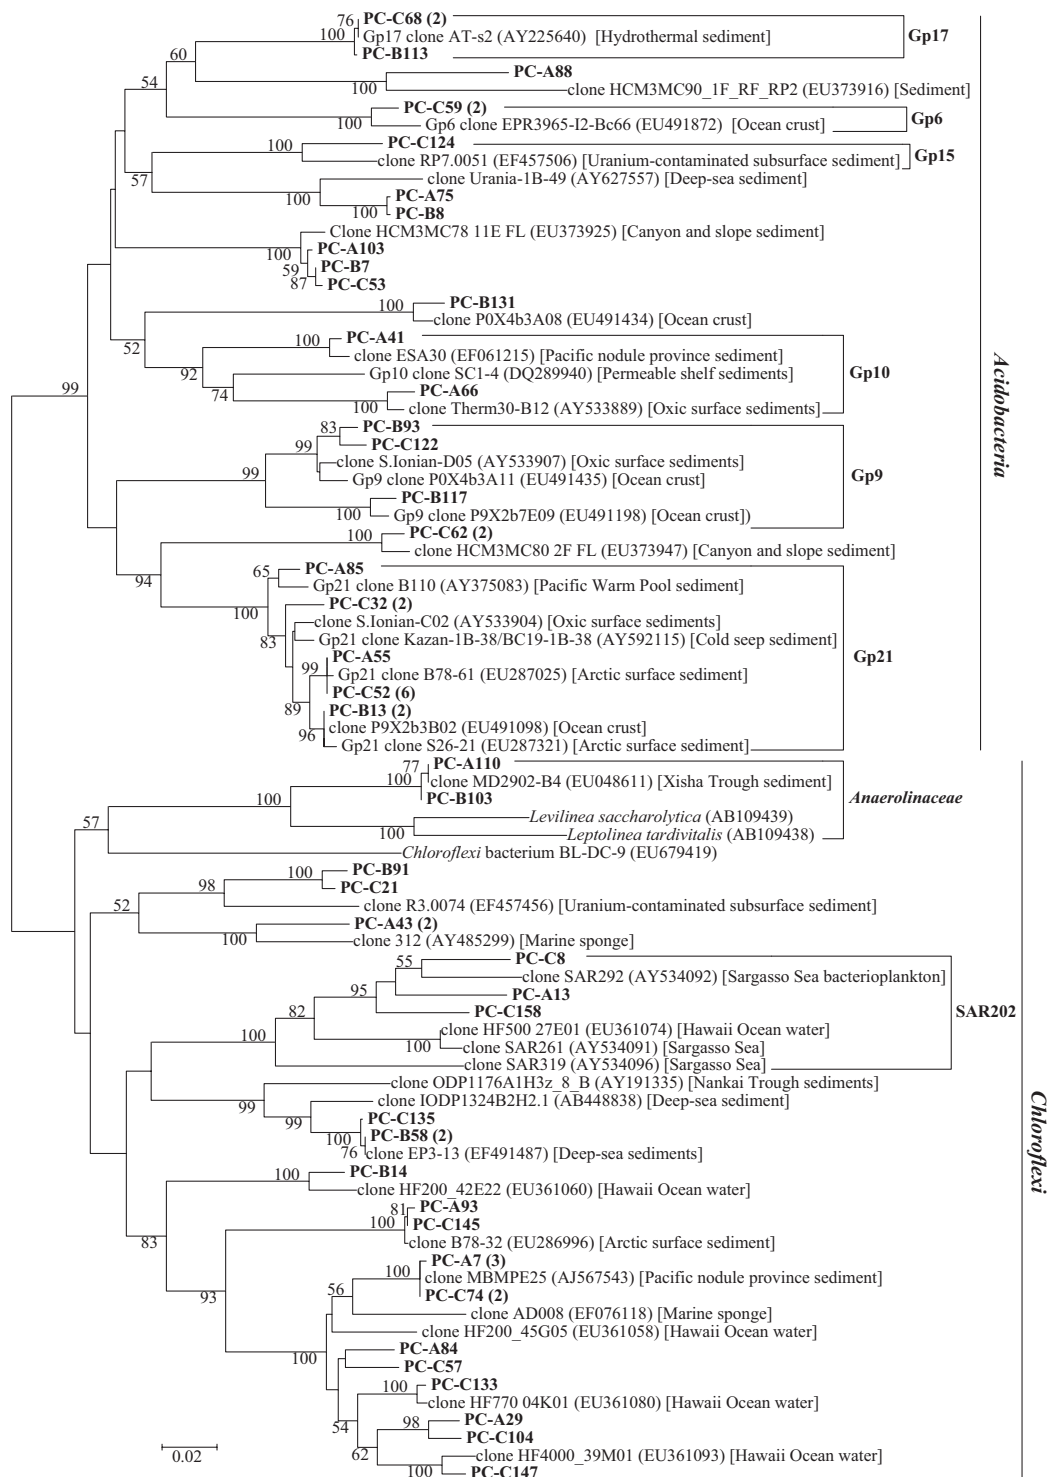 76 PC-C68 (2)
100 Gp17 clone AT-s2 (AY225640) [Hydrothermal sediment] Gp17
PC-B113
60
PC-A88
54
100 clone HCM3MC90_1F_RF_RP2 (EU373916) [Sediment]
PC-C59 (2)
100 Gp6 clone EPR3965-I2-Bc66 (EU491872) [Ocean crust] Gp6
100 PC-C124
clone RP7.0051 (EF457506) [Uranium-contaminated subsurface sediment] Gp15
57
clone Urania-1B-49 (AY627557) [Deep-sea sediment]
100 PC-A75
100 PC-B8
Clone HCM3MC78 11E FL (EU373925) [Canyon and slope sediment]
100 PC-A103
59 PC-B7
87 PC-C53
100 PC-B131
clone P0X4b3A08 (EU491434) [Ocean crust]
52
100 PC-A41
clone ESA30 (EF061215) [Pacific nodule province sediment]
92 Gp10 clone SC1-4 (DQ289940) [Permeable shelf sediments] Gp10
74 PC-A66
100 clone Therm30-B12 (AY533889) [Oxic surface sediments]
Acidobacteria
99
83 PC-B93
99 PC-C122
clone S.Ionian-D05 (AY533907) [Oxic surface sediments]
99 Gp9 clone P0X4b3A11 (EU491435) [Ocean crust] Gp9
PC-B117
100 Gp9 clone P9X2b7E09 (EU491198) [Ocean crust])
100 PC-C62 (2)
clone HCM3MC80 2F FL (EU373947) [Canyon and slope sediment]
94
65 PC-A85
Gp21 clone B110 (AY375083) [Pacific Warm Pool sediment]
100 PC-C32 (2)
clone S.Ionian-C02 (AY533904) [Oxic surface sediments]
83 Gp21 clone Kazan-1B-38/BC19-1B-38 (AY592115) [Cold seep sediment]
PC-A55 Gp21
99 Gp21 clone B78-61 (EU287025) [Arctic surface sediment]
PC-C52 (6)
89 PC-B13 (2)
clone P9X2b3B02 (EU491098) [Ocean crust]
96 Gp21 clone S26-21 (EU287321) [Arctic surface sediment]
77 PC-A110
100 clone MD2902-B4 (EU048611) [Xisha Trough sediment]
100 PC-B103 Anaerolinaceae
57 Levilinea saccharolytica (AB109439)
100 Leptolinea tardivitalis (AB109438)
Chloroflexi bacterium BL-DC-9 (EU679419)
100 PC-B91
98 PC-C21
52 clone R3.0074 (EF457456) [Uranium-contaminated subsurface sediment]
PC-A43 (2)
100 clone 312 (AY485299) [Marine sponge]
55 PC-C8
clone SAR292 (AY534092) [Sargasso Sea bacterioplankton]
95 PC-A13
82 PC-C158 SAR202
clone HF500 27E01 (EU361074) [Hawaii Ocean water]
100 100 clone SAR261 (AY534091) [Sargasso Sea]
clone SAR319 (AY534096) [Sargasso Sea]
clone ODP1176A1H3z_8_B (AY191335) [Nankai Trough sediments]
99 clone IODP1324B2H2.1 (AB448838) [Deep-sea sediment]
99 PC-C135
100 PC-B58 (2)
76 clone EP3-13 (EF491487) [Deep-sea sediments]
Chloroflexi
100 PC-B14
clone HF200_42E22 (EU361060) [Hawaii Ocean water]
81 PC-A93
100 PC-C145
83 clone B78-32 (EU286996) [Arctic surface sediment]
PC-A7 (3)
100 clone MBMPE25 (AJ567543) [Pacific nodule province sediment]
93 56 PC-C74 (2)
clone AD008 (EF076118) [Marine sponge]
clone HF200_45G05 (EU361058) [Hawaii Ocean water]
100 PC-A84
PC-C57
100 PC-C133
clone HF770 04K01 (EU361080) [Hawaii Ocean water]
54 98 PC-A29
PC-C104
62 clone HF4000_39M01 (EU361093) [Hawaii Ocean water]
100 PC-C147
0.02